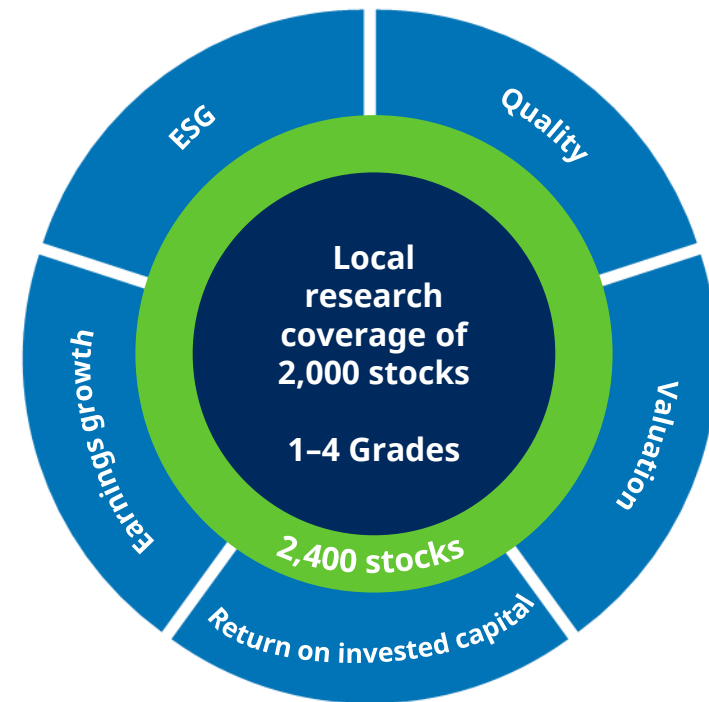 ESG
Quality
Local
research
coverage of
2,000 stocks
1–4 Grades
Earnings growth
Valuation
2,400 stocks
Return on invested capital